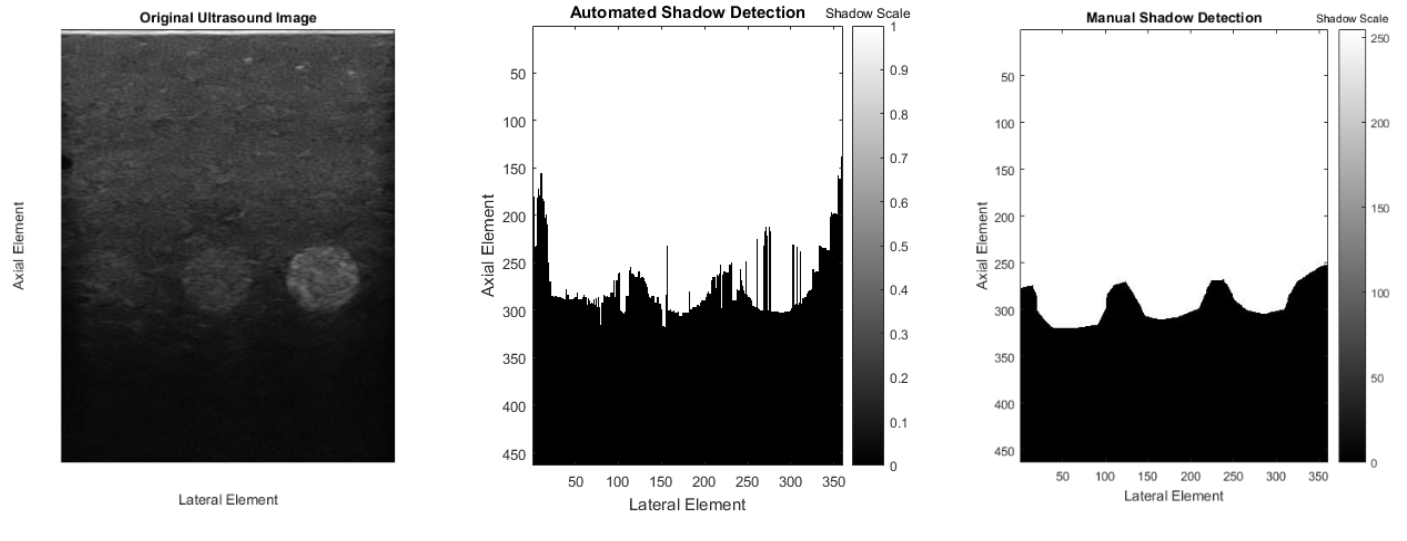 Original Ultrasound Image
Axial Element
Lateral Element
Automated Shadow Detection
Shadow Scale
Axial Element
50
100
150
200
250
300
350
400
450
50 100 150 200 250 300 350
Lateral Element
1
0.9
0.8
0.7
0.6
0.5
0.4
0.3
0.2
0.1
0
Manual Shadow Detection
Shadow Scale
Axial Element
50
100
150
200
250
300
350
400
450
50 100 150 200 250 300 350
Lateral Element
250
200
150
100
50
0